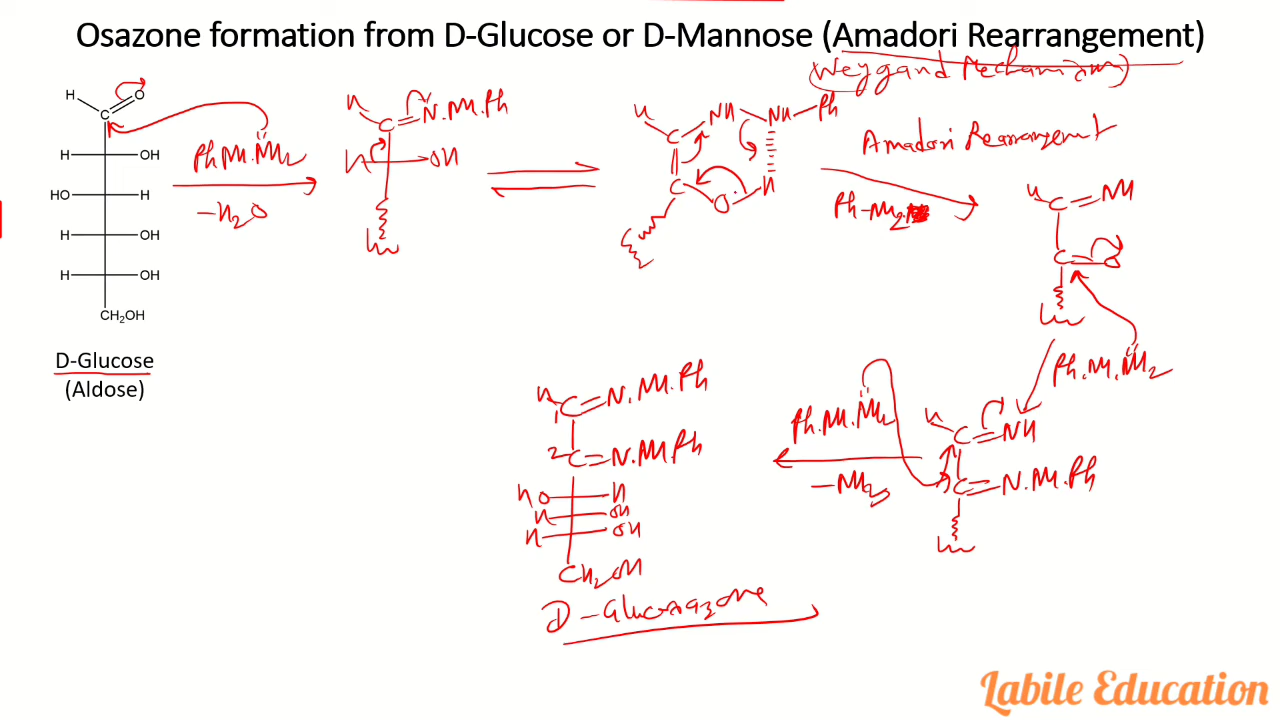 Osazone formation from D-Glucose or D-Mannose (Amadori Rearrangement)
(Weygand Mechanism)
H
O
C
H OH
HO H
H OH
H OH
CH₂OH
D-Glucose
(Aldose)
PhNH.NH₂
-H₂O
H
C=N.NH.Ph
H OH
H
C NH NH-Ph
C O H
Amadori Rearrangement
Ph-NH₂
H
C=NH
C=O
Ph.NH.NH₂
H
C=NH
C=N.NH.Ph
Ph.NH.NH₂
-NH₃
H 1 C=N.NH.Ph
2 C=N.NH.Ph
HO H
H OH
H OH
CH₂OH
D-Glucosazone
Labile Education